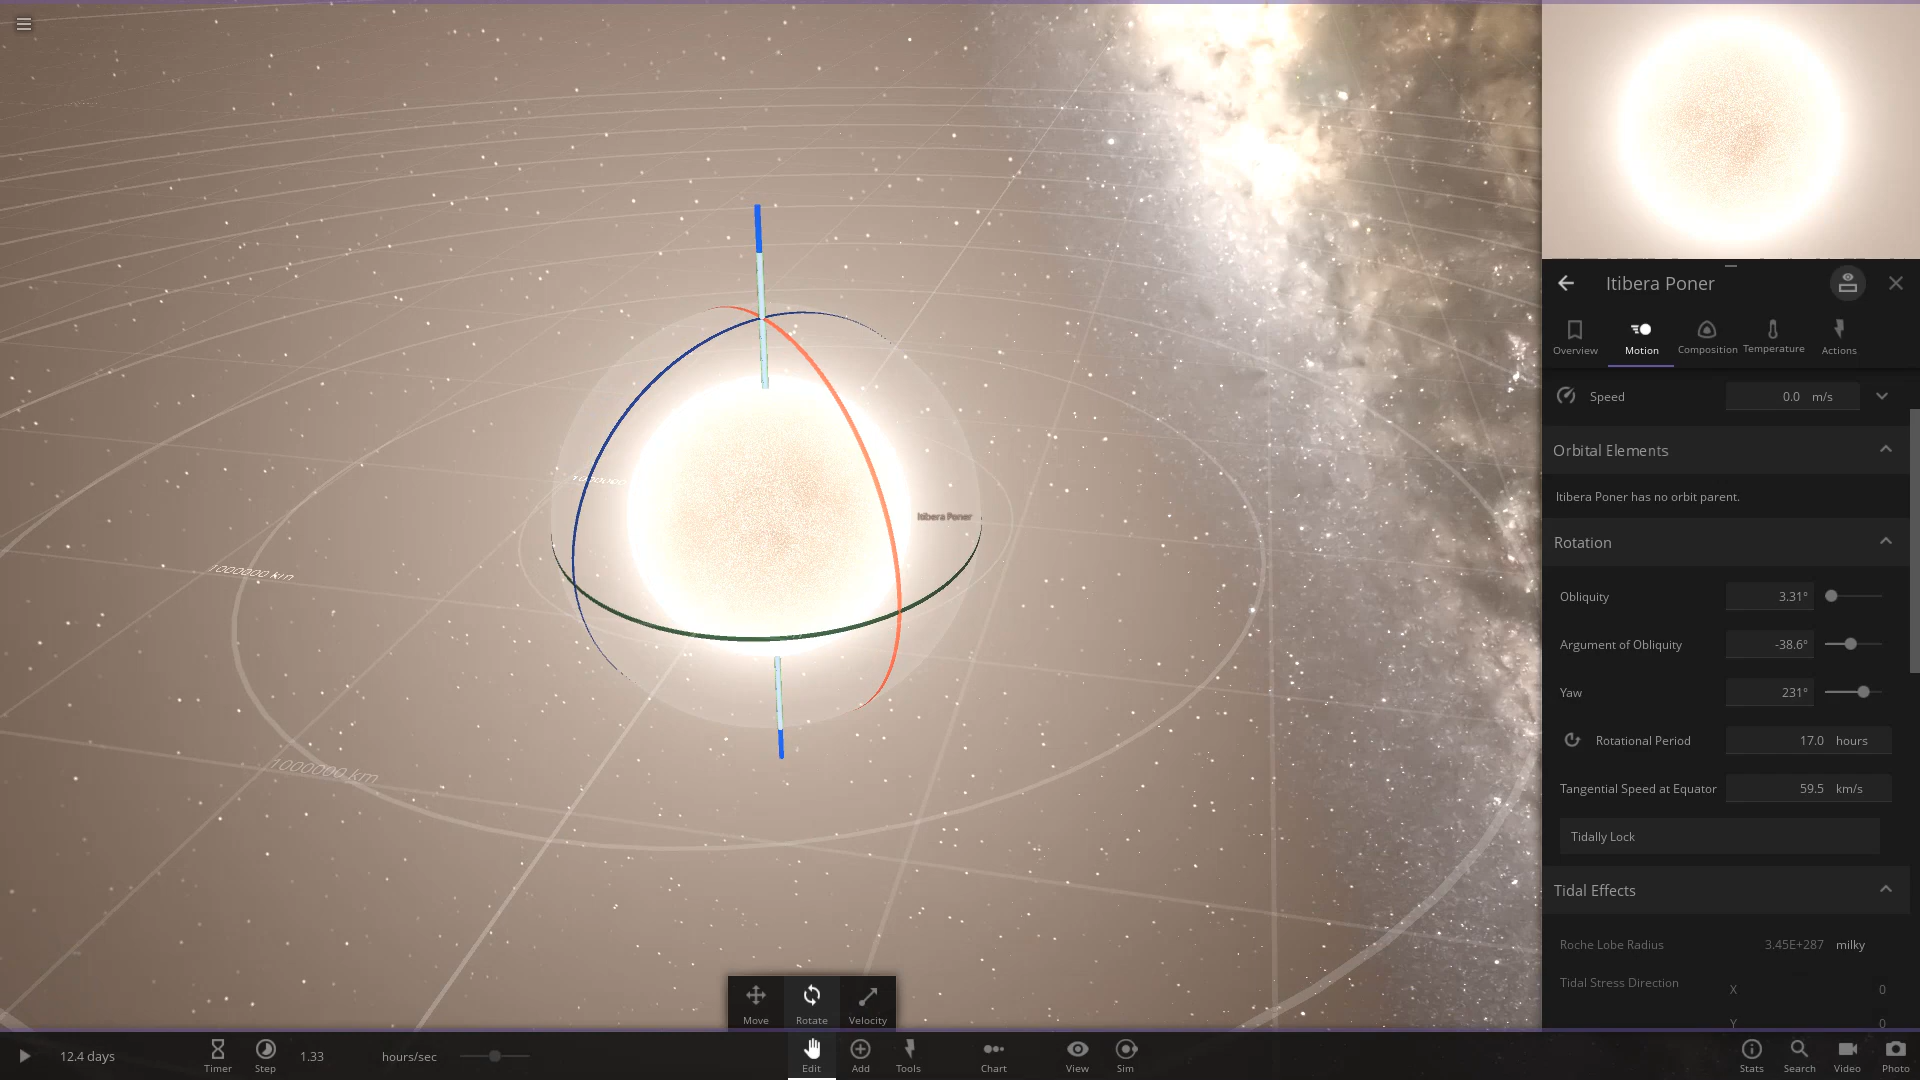 Itibera Poner
Overview
Motion
Composition
Temperature
Actions
Speed 0.0 m/s
Orbital Elements
Itibera Poner has no orbit parent.
Rotation
Obliquity 3.31°
Argument of Obliquity -38.6°
Yaw 231°
Rotational Period 17.0 hours
Tangential Speed at Equator 59.5 km/s
Tidally Lock
Tidal Effects
Roche Lobe Radius 3.45E+287 milky
Tidal Stress Direction X 0
Y 0
1000000
Itibera Poner
1000000 km
1000000 km
Move
Rotate
Velocity
12.4 days
Timer
Step
1.33 hours/sec
Edit
Add
Tools
Chart
View
Sim
Stats
Search
Video
Photo